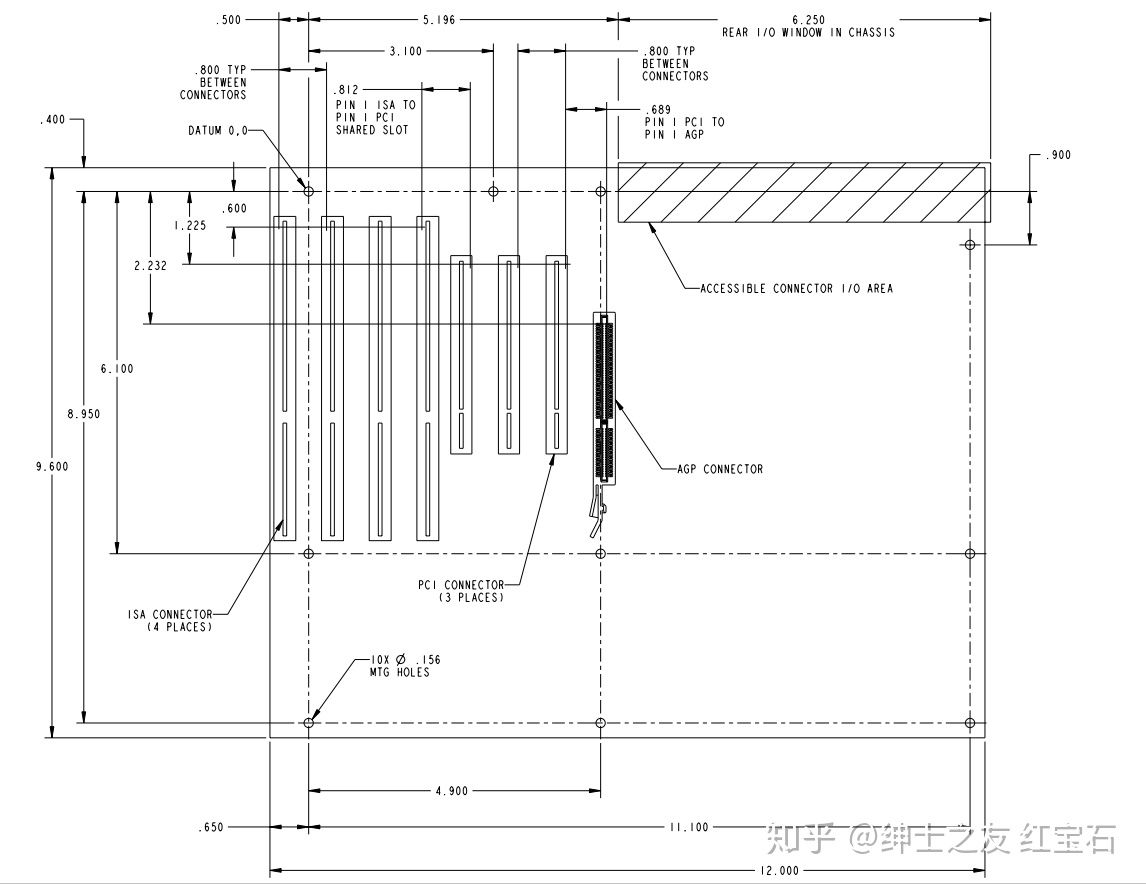 .500
5.196
6.250
REAR I/O WINDOW IN CHASSIS
3.100
.800 TYP
BETWEEN
CONNECTORS
.800 TYP
BETWEEN
CONNECTORS
.812
PIN 1 ISA TO
PIN 1 PCI
SHARED SLOT
.689
PIN 1 PCI TO
PIN 1 AGP
.400
DATUM 0,0
.900
.600
1.225
2.232
ACCESSIBLE CONNECTOR I/O AREA
6.100
8.950
9.600
AGP CONNECTOR
PCI CONNECTOR
(3 PLACES)
ISA CONNECTOR
(4 PLACES)
10X Ø .156
MTG HOLES
4.900
.650
11.100
知乎 @绅士之友 红宝石
12.000